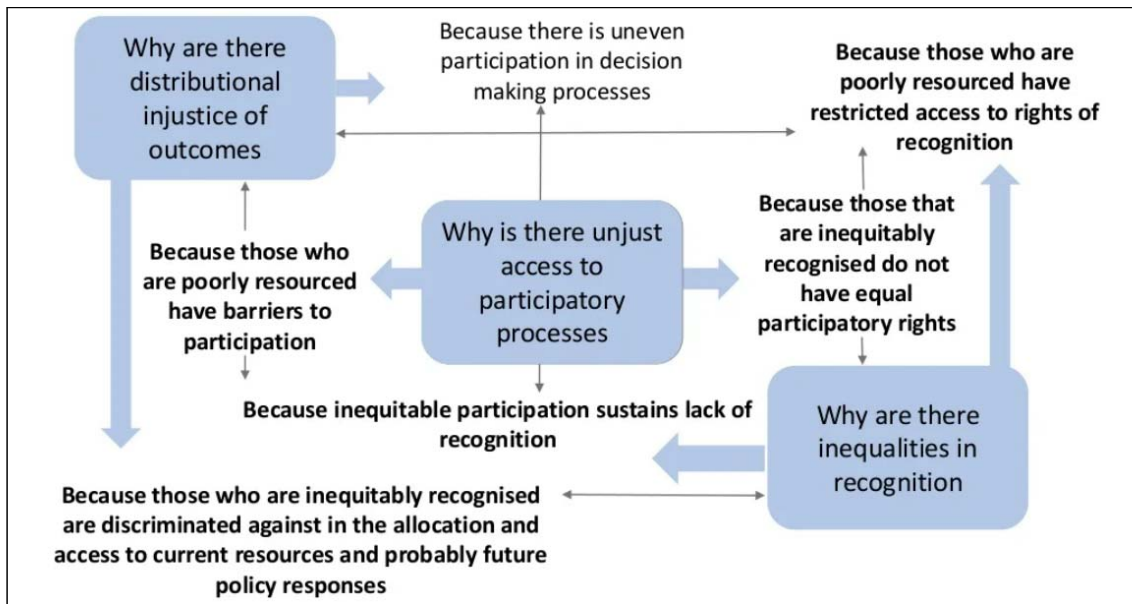 Why are there
distributional
injustice of
outcomes
Because there is uneven
participation in decision
making processes
Because those who are
poorly resourced have
restricted access to rights of
recognition
Because those who
are poorly resourced
have barriers to
participation
Why is there unjust
access to
participatory
processes
Because those that
are inequitably
recognised do not
have equal
participatory rights
Because inequitable participation sustains lack of
recognition
Why are there
inequalities in
recognition
Because those who are inequitably recognised
are discriminated against in the allocation and
access to current resources and probably future
policy responses